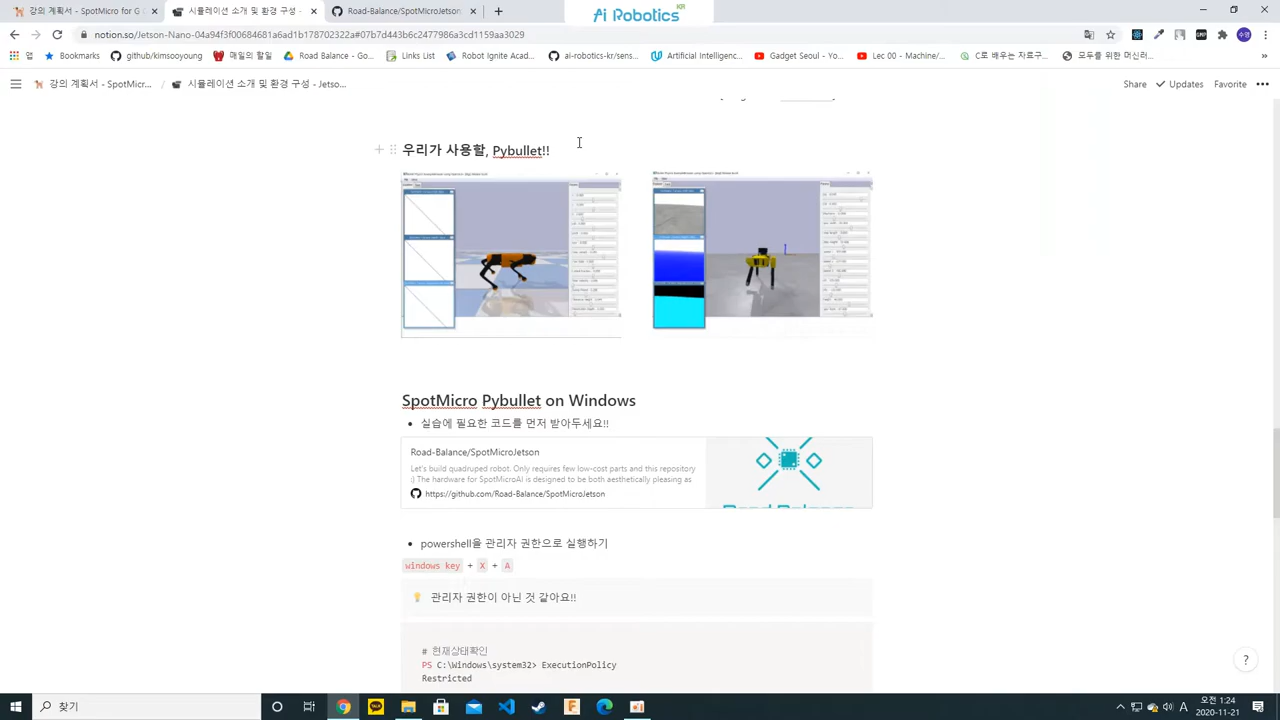 강의 계획서 - SpotMicro for G
시뮬레이션 소개 및 환경 구성 -
Road-Balance/SpotMicroJetson
Ai Robotics KR
notion.so/Jetson-Nano-04a94f392f0d4681a6ad1b178702322a#07b7d443b6c2477986a3cd1159aa3029
앱
Bookmarks
github/kimsooyoung
매일의 할일
Road Balance / Go...
Links List
Robot Ignite Acad...
ai-robotics-kr/sens...
Artificial Intelligenc...
Gadget Seoul / Yo...
Lec 00 - Machine/...
C로 배우는 자료구...
모두를 위한 머신러...
강의 계획서 - SpotMicr...
/
시뮬레이션 소개 및 환경 구성 - Jetso...
Share
Updates
Favorite
우리가 사용할, Pybullet!!
SpotMicro Pybullet on Windows
• 실습에 필요한 코드를 먼저 받아두세요!!
Road-Balance/SpotMicroJetson
Let's build quadruped robot. Only requires few low-cost parts and this repository
:) The hardware for SpotMicroAI is designed to be both aesthetically pleasing as
https://github.com/Road-Balance/SpotMicroJetson
• powershell을 관리자 권한으로 실행하기
windows key + X + A
관리자 권한이 아닌 것 같아요!!
# 현재상태확인
PS C:\Windows\system32> ExecutionPolicy
Restricted
?
찾기
A
오전 1:24
2020-11-21